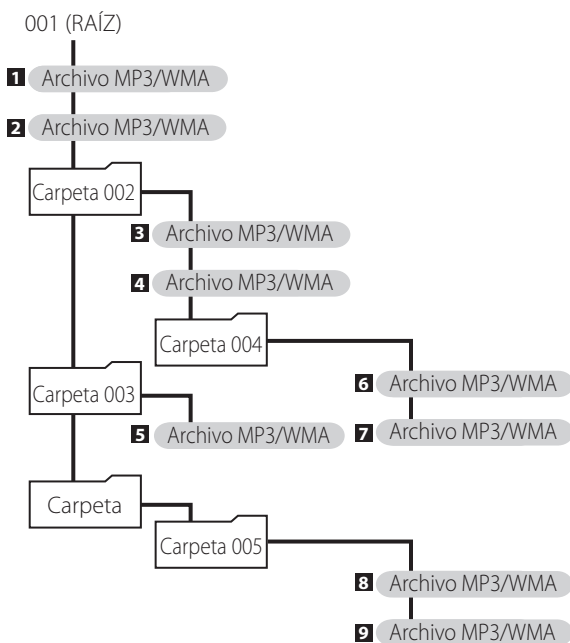 001 (RAÍZ)
1 Archivo MP3/WMA
2 Archivo MP3/WMA
Carpeta 002
3 Archivo MP3/WMA
4 Archivo MP3/WMA
Carpeta 004
6 Archivo MP3/WMA
7 Archivo MP3/WMA
Carpeta 003
5 Archivo MP3/WMA
Carpeta
Carpeta 005
8 Archivo MP3/WMA
9 Archivo MP3/WMA